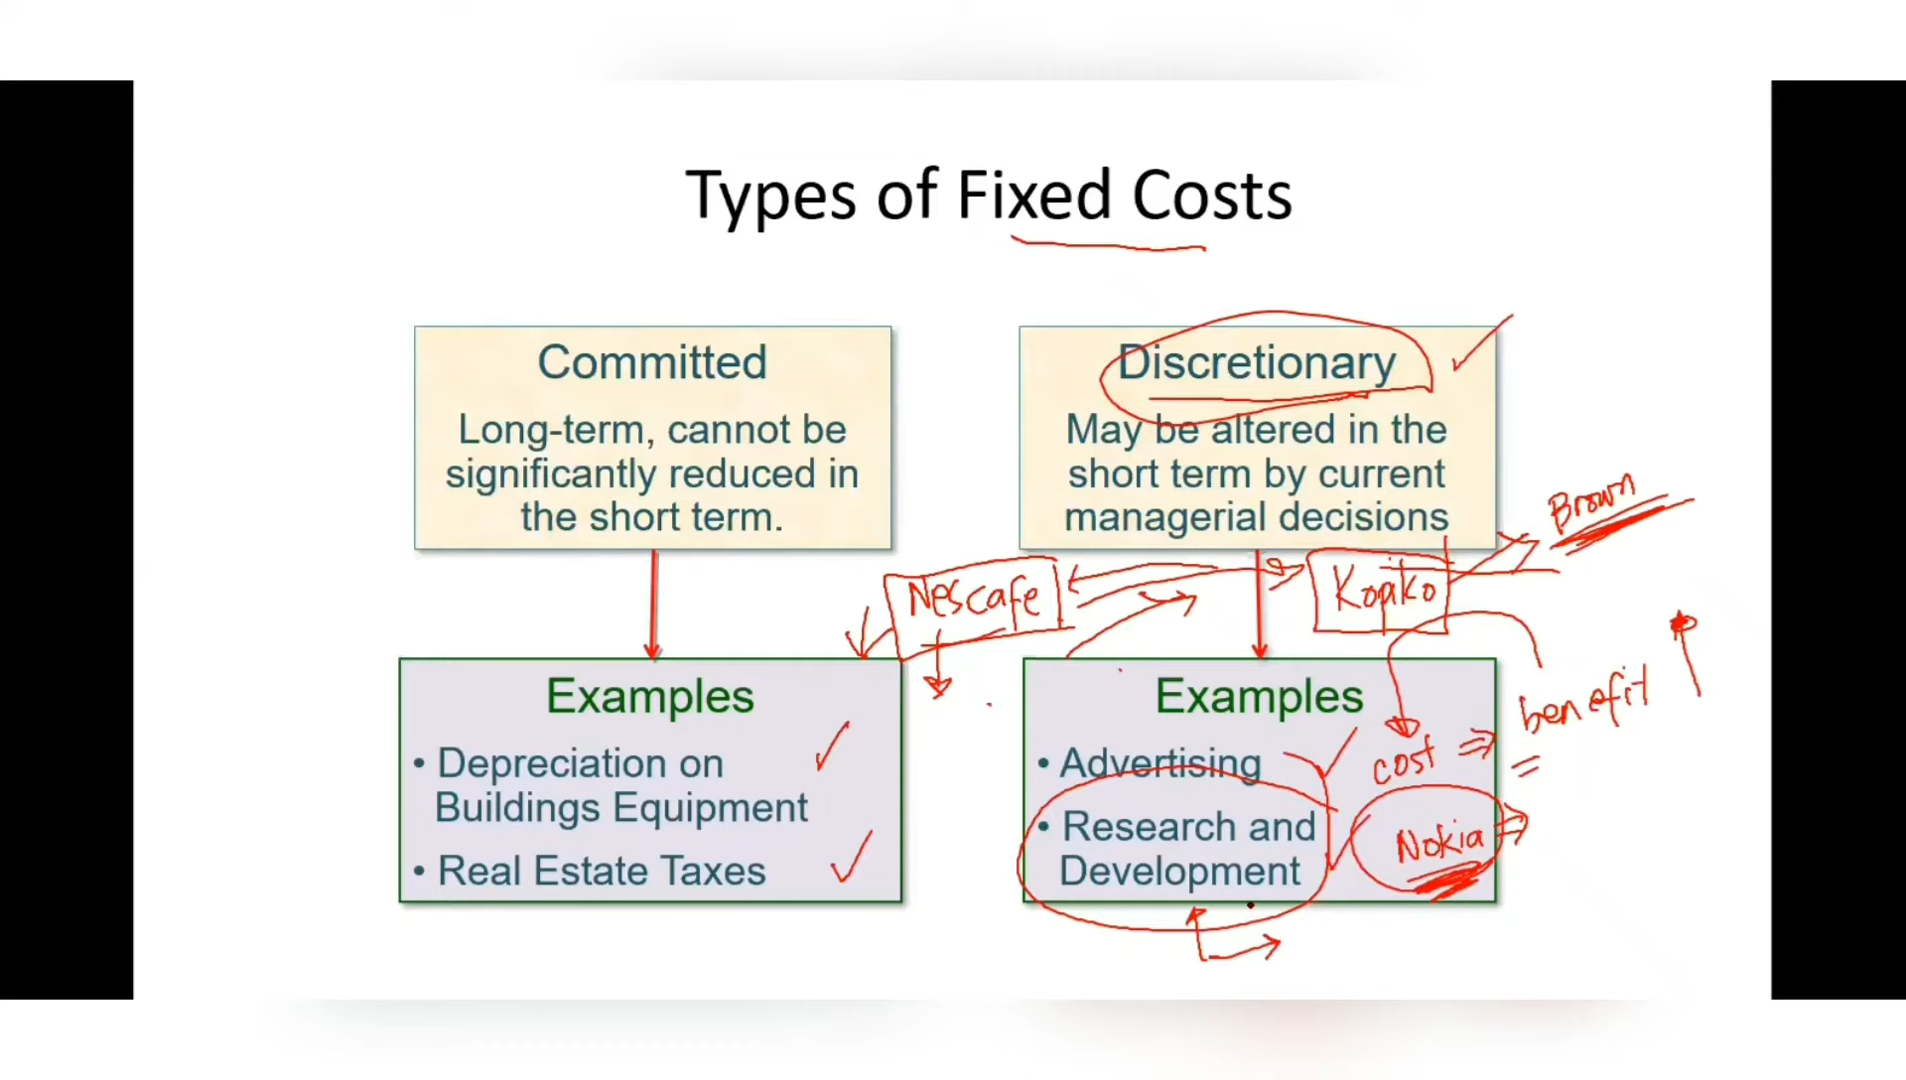 Types of Fixed Costs
Committed
Long-term, cannot be
significantly reduced in
the short term.
Discretionary
May be altered in the
short term by current
managerial decisions
Brown
Nescafe
Kopiko
Examples
• Depreciation on
Buildings Equipment
• Real Estate Taxes
Examples
• Advertising
• Research and
Development
cost ⇒ benefit
=
Nokia ⇒